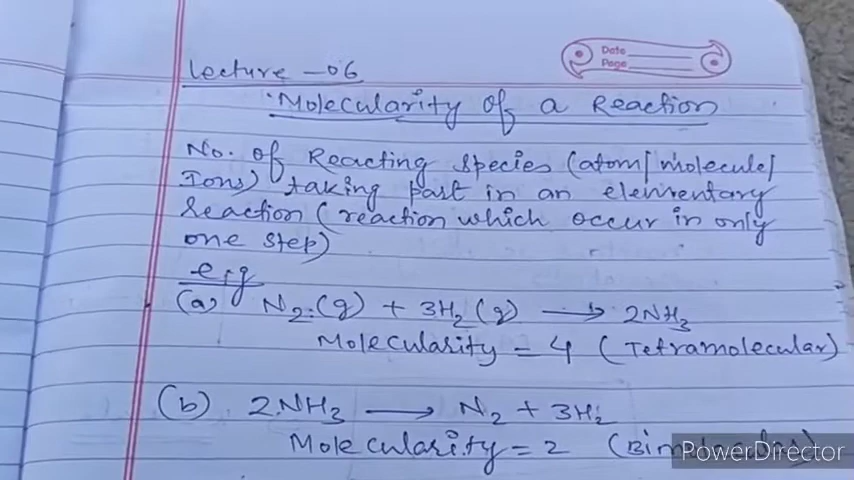 Date
Page
Lecture -06
Molecularity of a Reaction
No. of Reacting species (atom/molecule/
Ions) taking part in an elementary
Reaction (reaction which occur in only
one step)
e.g
(a) N2(g) + 3H2(g) → 2NH3
Molecularity = 4 (Tetramolecular)
(b) 2NH3 → N2 + 3H2
Molecularity = 2 (Bimolecular)
PowerDirector